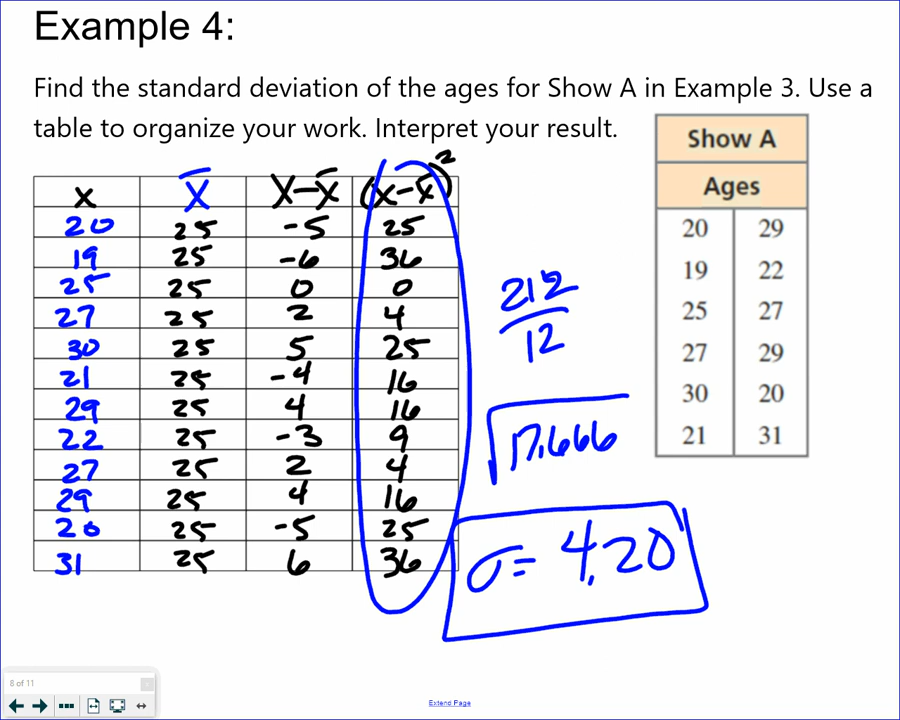 Example 4:
Find the standard deviation of the ages for Show A in Example 3. Use a
table to organize your work. Interpret your result.
x x̅ x-x̅ (x-x̅)²
20 25 -5 25
19 25 -6 36
25 25 0 0
27 25 2 4
30 25 5 25
21 25 -4 16
29 25 4 16
22 25 -3 9
27 25 2 4
29 25 4 16
20 25 -5 25
31 25 6 36
212
12
√17.666
σ= 4.20
Show A
Ages
20 29
19 22
25 27
27 29
30 20
21 31
8 of 11
Extend Page